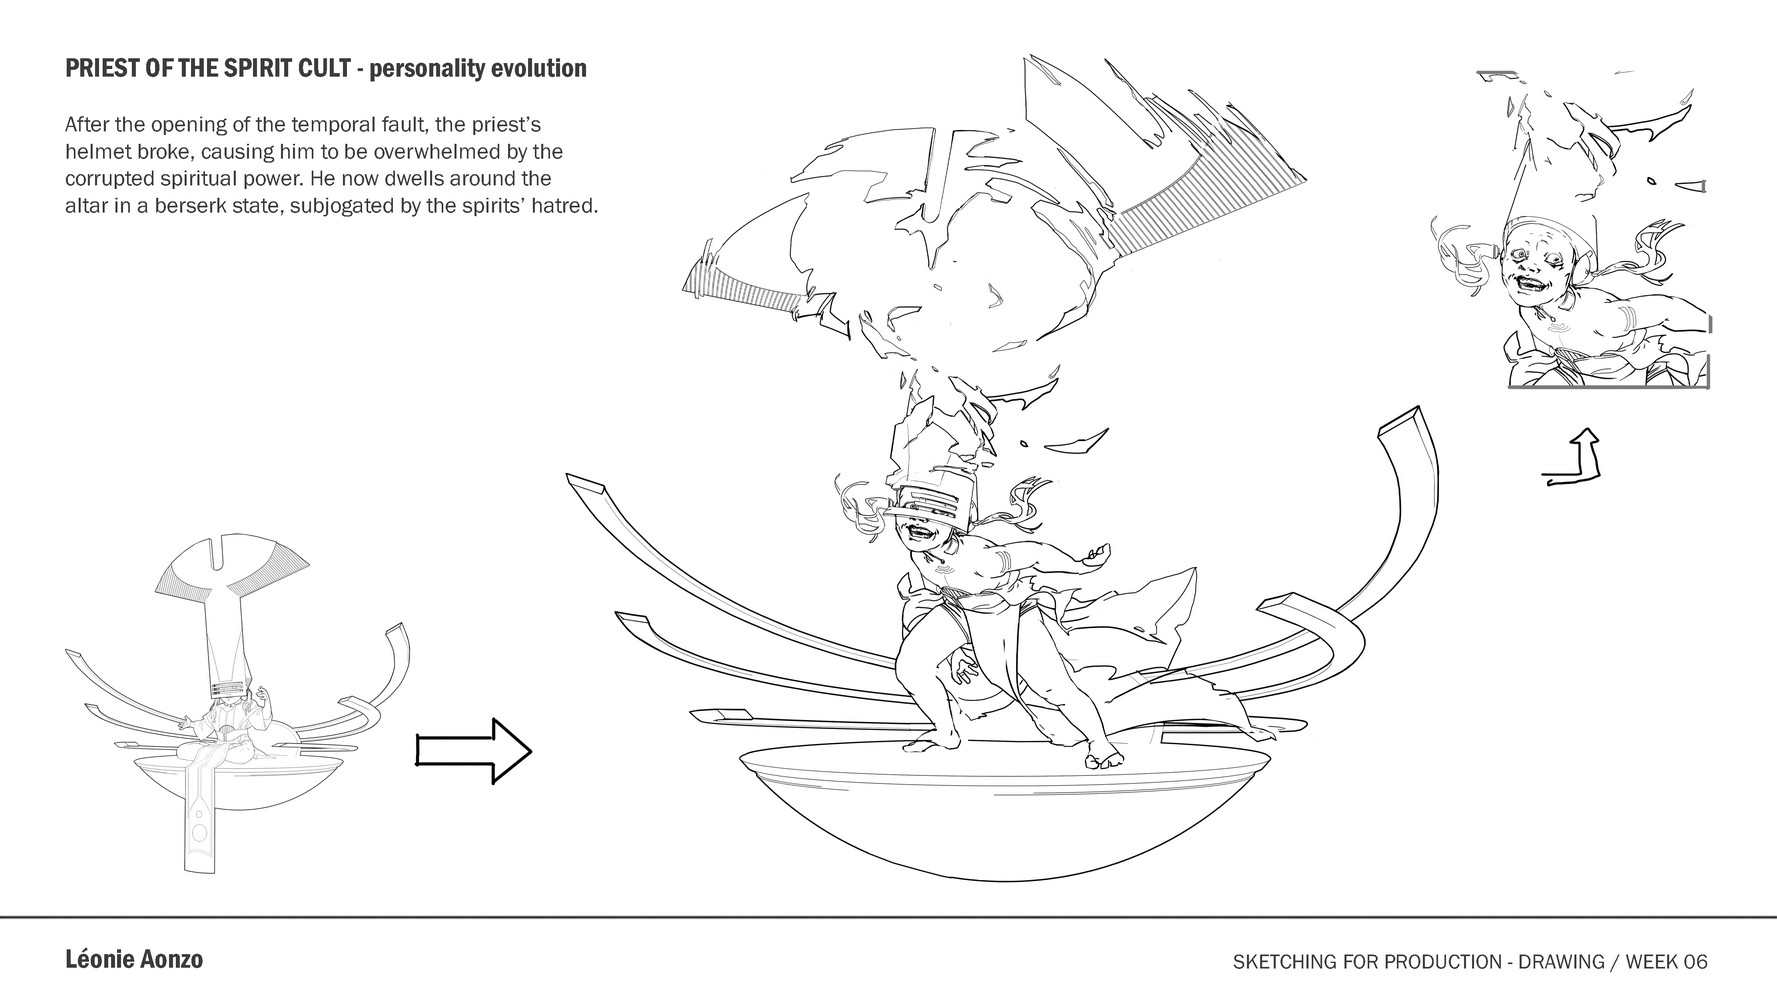 PRIEST OF THE SPIRIT CULT - personality evolution
After the opening of the temporal fault, the priest's
helmet broke, causing him to be overwhelmed by the
corrupted spiritual power. He now dwells around the
altar in a berserk state, subjogated by the spirits' hatred.
Léonie Aonzo
SKETCHING FOR PRODUCTION - DRAWING / WEEK 06